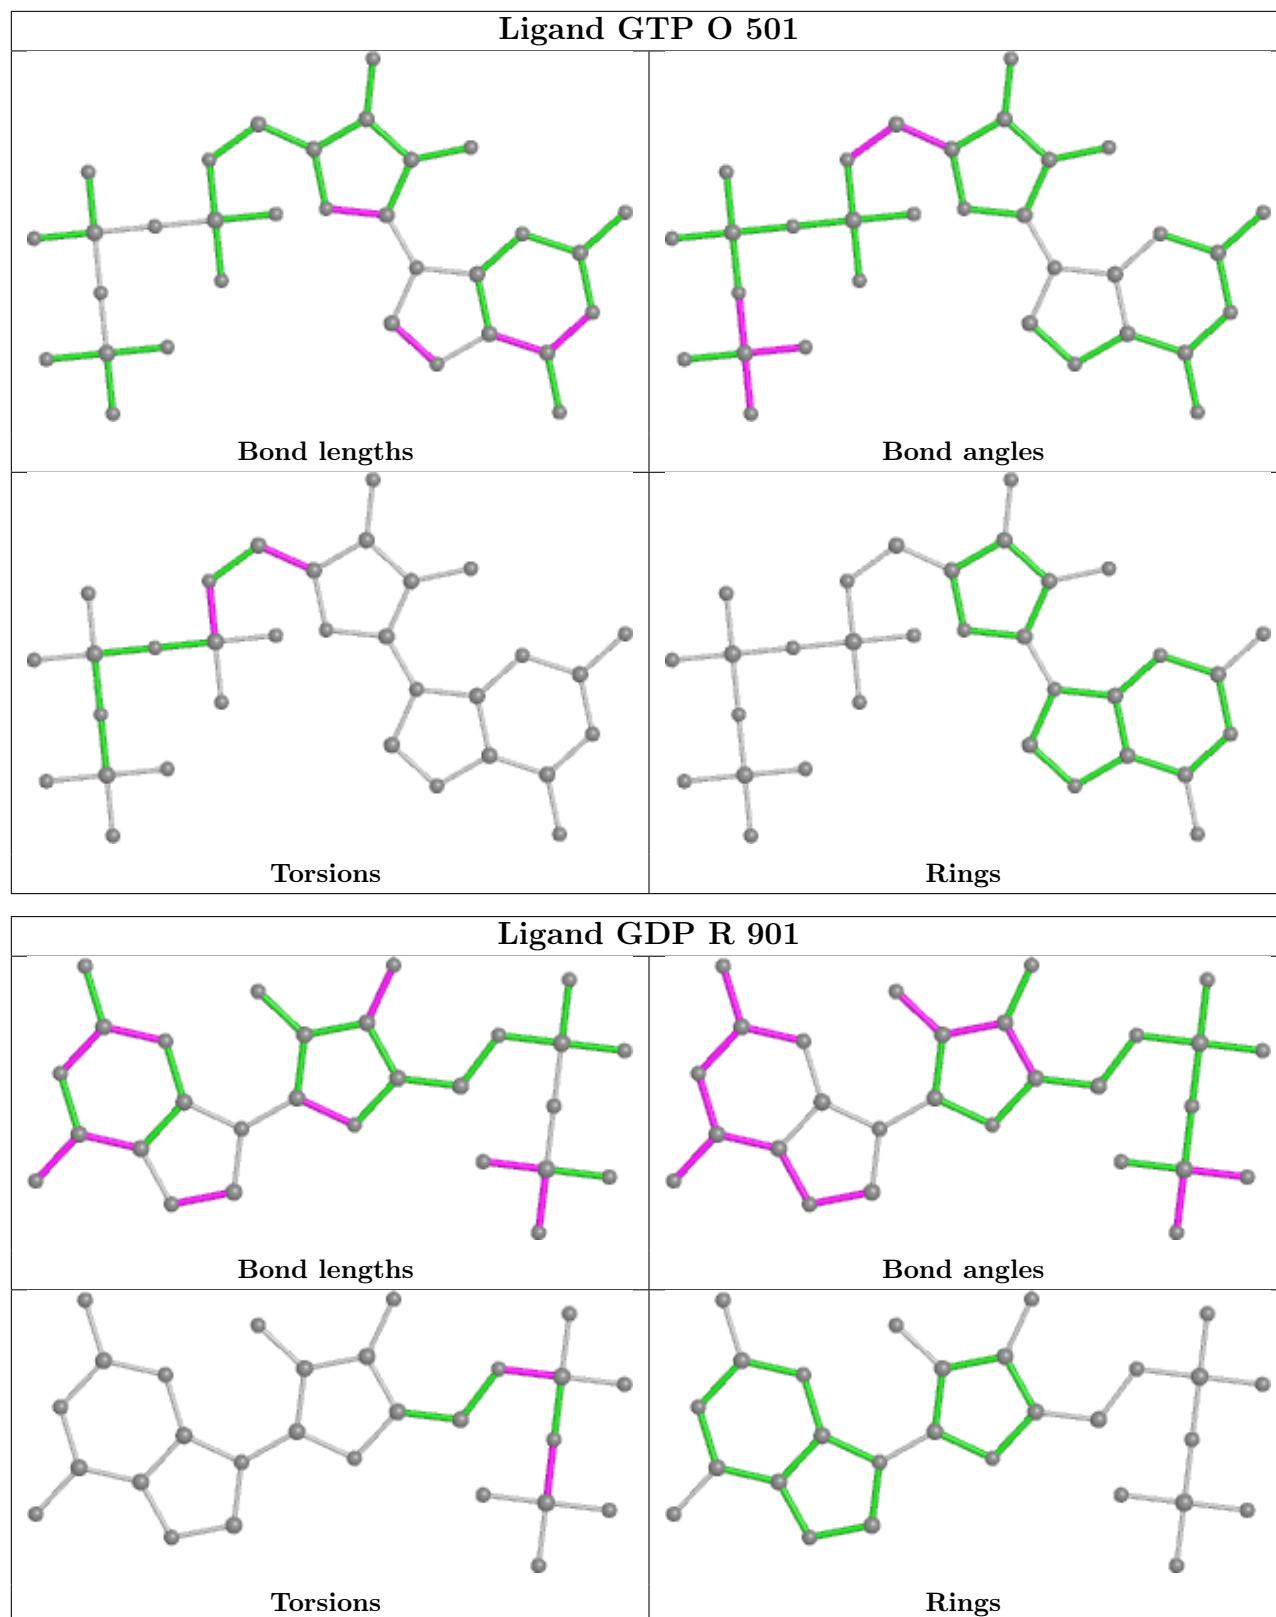 Ligand GTP O 501
Bond lengths
Bond angles
Torsions
Rings
Ligand GDP R 901
Bond lengths
Bond angles
Torsions
Rings